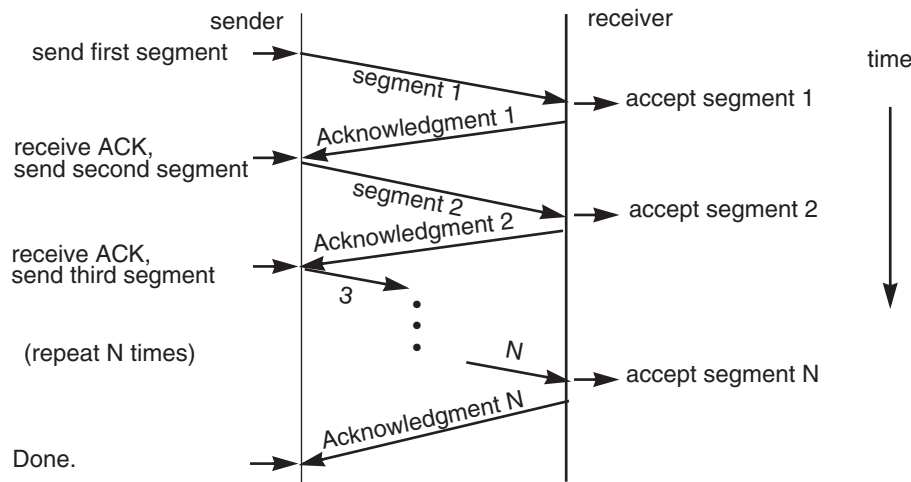 sender
receiver
time
send first segment
segment 1
accept segment 1
Acknowledgment 1
receive ACK,
send second segment
segment 2
accept segment 2
Acknowledgment 2
receive ACK,
send third segment
3
(repeat N times)
N
accept segment N
Acknowledgment N
Done.